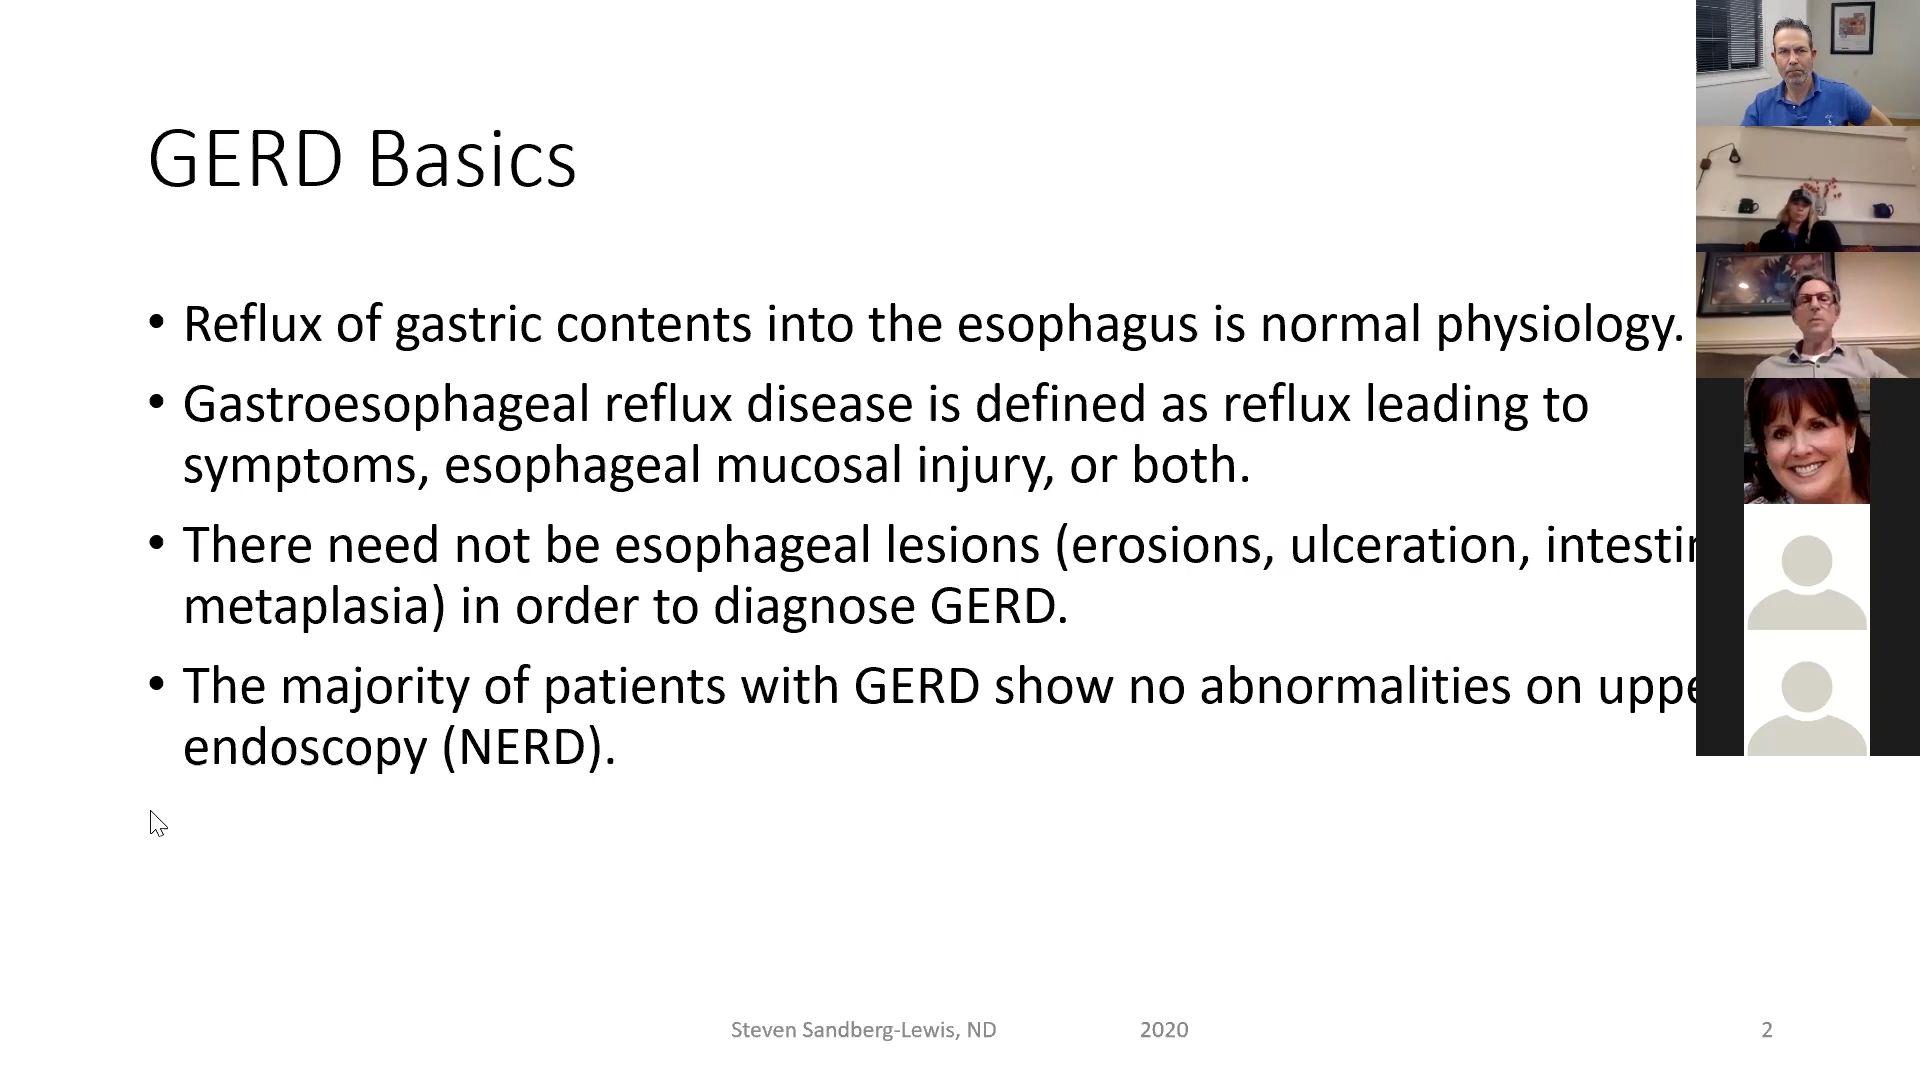 GERD Basics
• Reflux of gastric contents into the esophagus is normal physiology.
• Gastroesophageal reflux disease is defined as reflux leading to
symptoms, esophageal mucosal injury, or both.
• There need not be esophageal lesions (erosions, ulceration,
metaplasia) in order to diagnose GERD.
• The majority of patients with GERD show no abnormalities on
endoscopy (NERD).
Steven Sandberg-Lewis, ND 2020 2